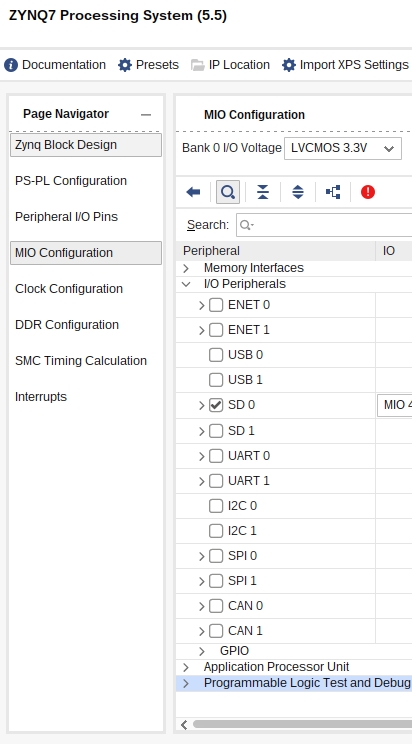 ZYNQ7 Processing System (5.5)
Documentation Presets IP Location Import XPS Settings
Page Navigator —
Zynq Block Design
PS-PL Configuration
Peripheral I/O Pins
MIO Configuration
Clock Configuration
DDR Configuration
SMC Timing Calculation
Interrupts
MIO Configuration
Bank 0 I/O Voltage LVCMOS 3.3V
Search:
Peripheral IO
Memory Interfaces
I/O Peripherals
ENET 0
ENET 1
USB 0
USB 1
SD 0 MIO 4
SD 1
UART 0
UART 1
I2C 0
I2C 1
SPI 0
SPI 1
CAN 0
CAN 1
GPIO
Application Processor Unit
Programmable Logic Test and Debug